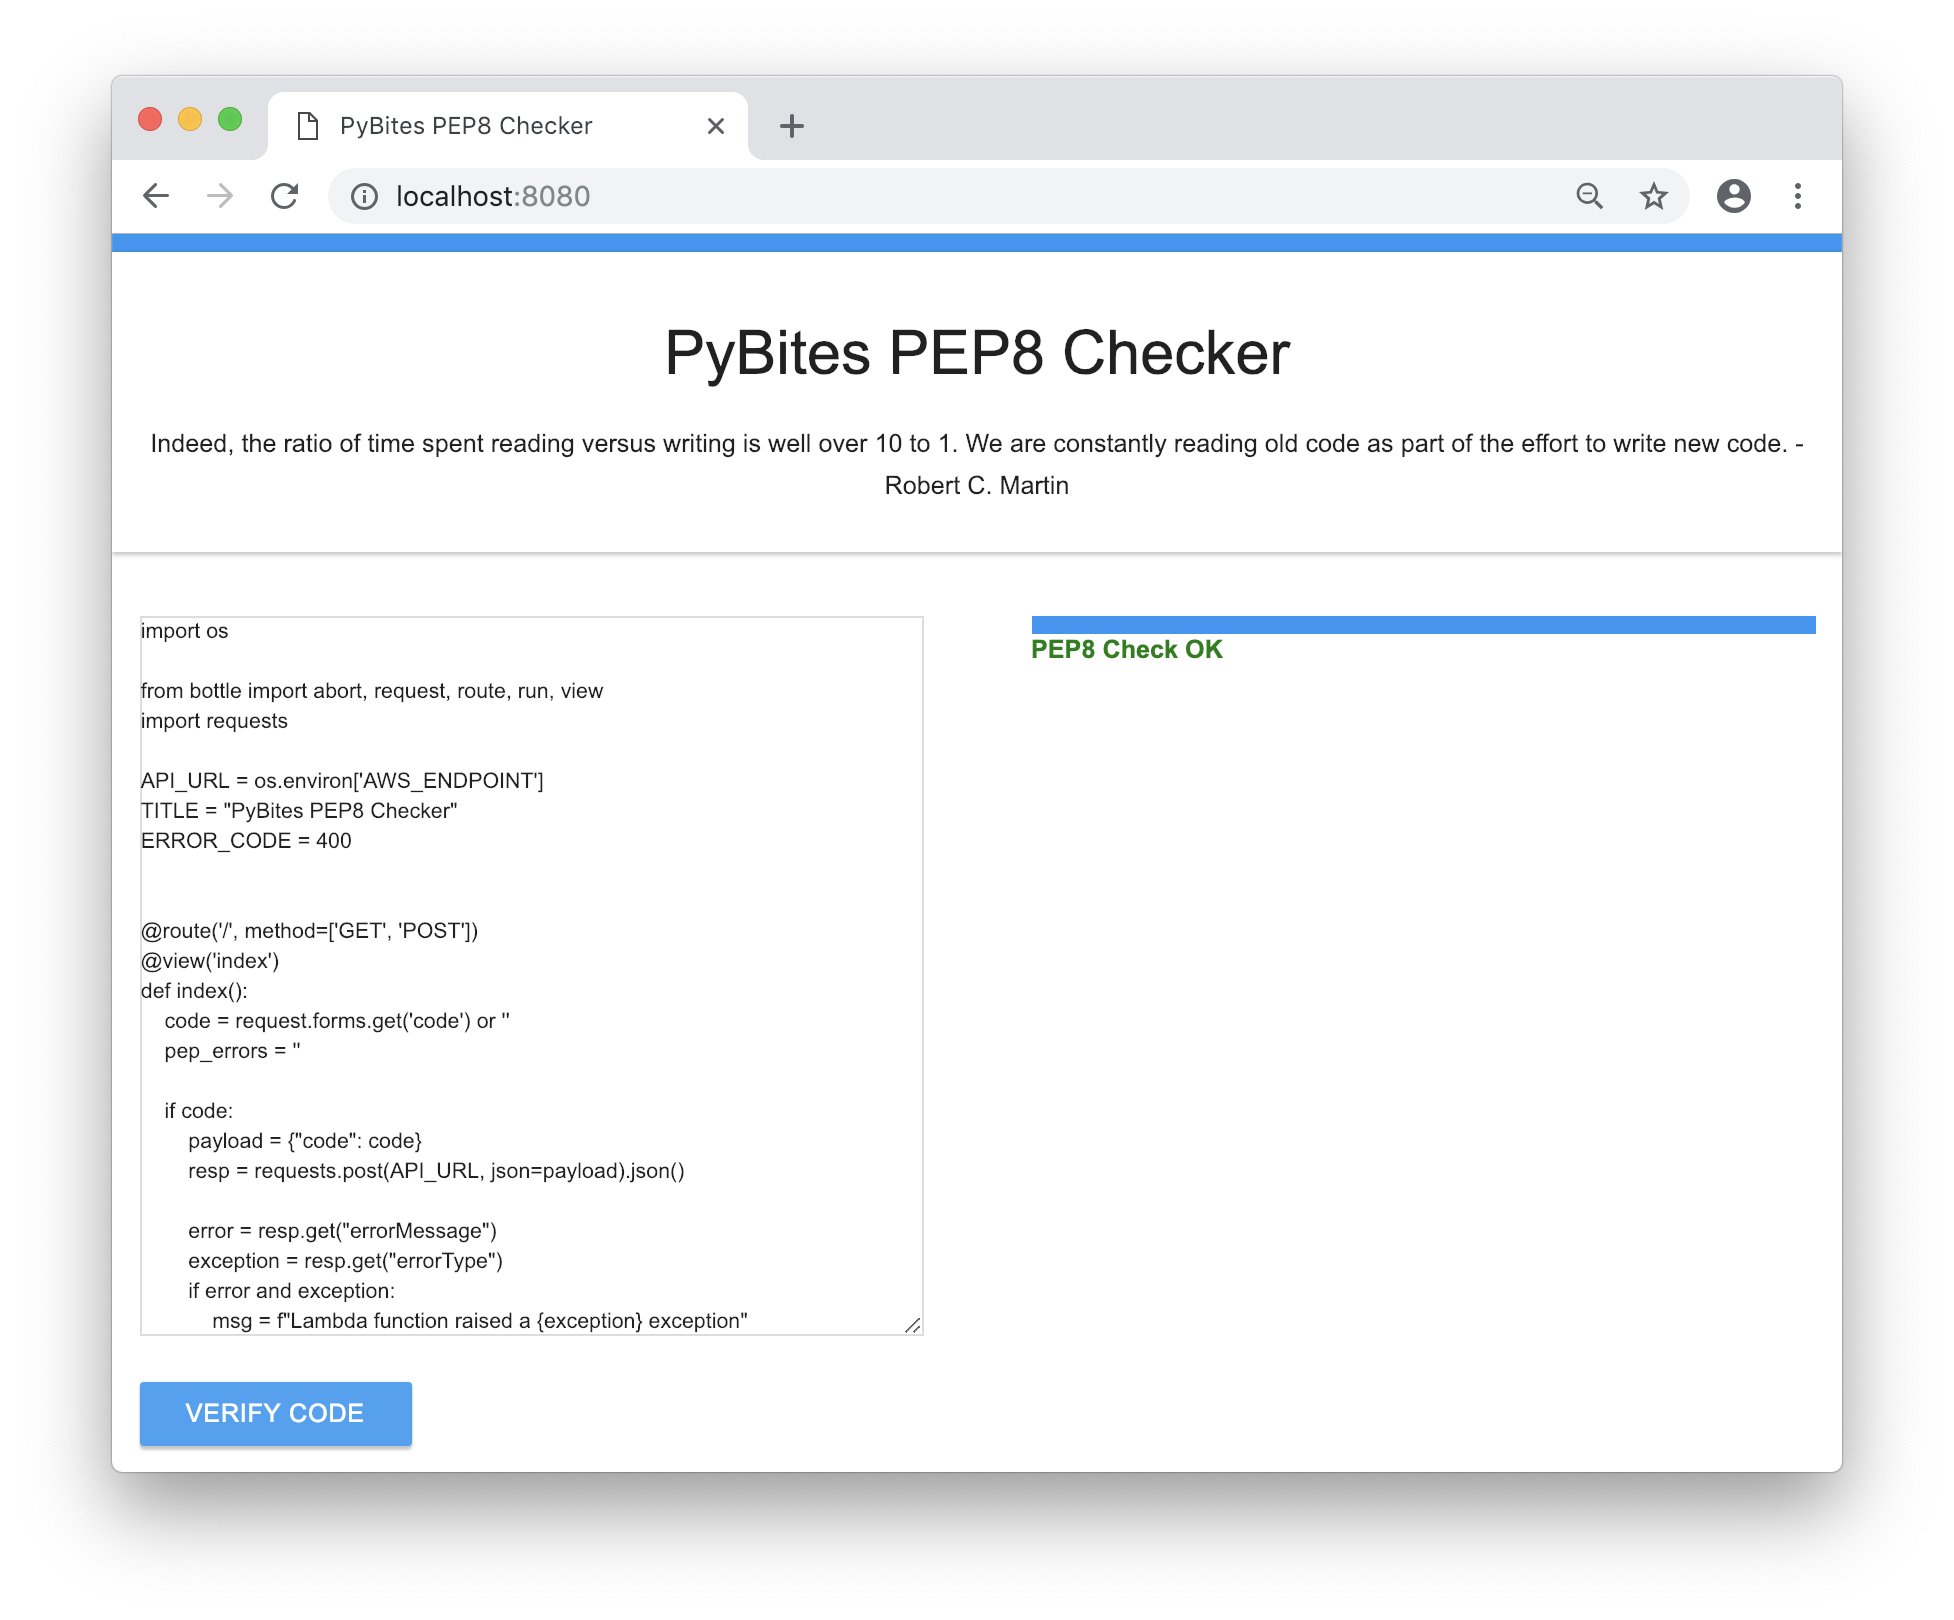 PyBites PEP8 Checker
localhost:8080
PyBites PEP8 Checker
Indeed, the ratio of time spent reading versus writing is well over 10 to 1. We are constantly reading old code as part of the effort to write new code. -
Robert C. Martin
import os
from bottle import abort, request, route, run, view
import requests
API_URL = os.environ['AWS_ENDPOINT']
TITLE = "PyBites PEP8 Checker"
ERROR_CODE = 400
@route('/', method=['GET', 'POST'])
@view('index')
def index():
    code = request.forms.get('code') or ''
    pep_errors = ''
    if code:
        payload = {"code": code}
        resp = requests.post(API_URL, json=payload).json()
        error = resp.get("errorMessage")
        exception = resp.get("errorType")
        if error and exception:
            msg = f"Lambda function raised a {exception} exception"
PEP8 Check OK
VERIFY CODE